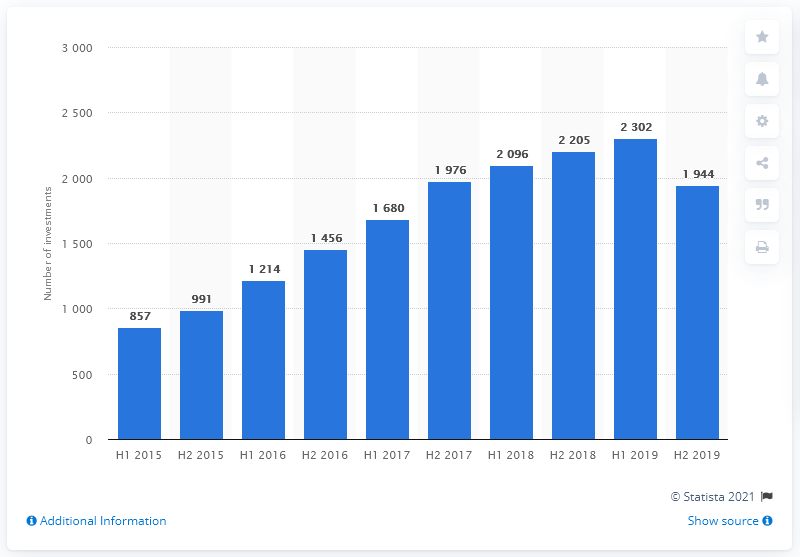 3 000
2 500
2 000
1 500
1 000
500
0
Number of investments
857
991
1 214
1 456
1 680
1 976
2 096
2 205
2 302
1 944
H1 2015
H2 2015
H1 2016
H2 2016
H1 2017
H2 2017
H1 2018
H2 2018
H1 2019
H2 2019
© Statista 2021
Additional Information
Show source